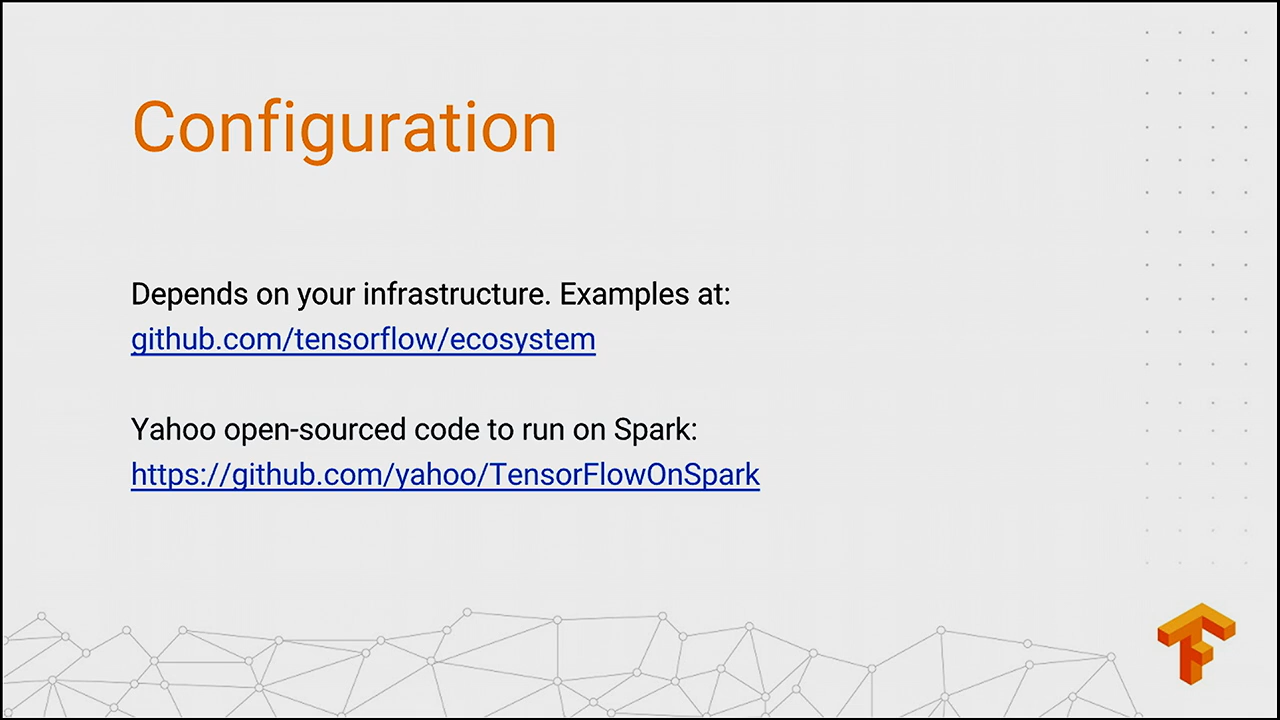 Configuration
Depends on your infrastructure. Examples at:
github.com/tensorflow/ecosystem
Yahoo open-sourced code to run on Spark:
https://github.com/yahoo/TensorFlowOnSpark